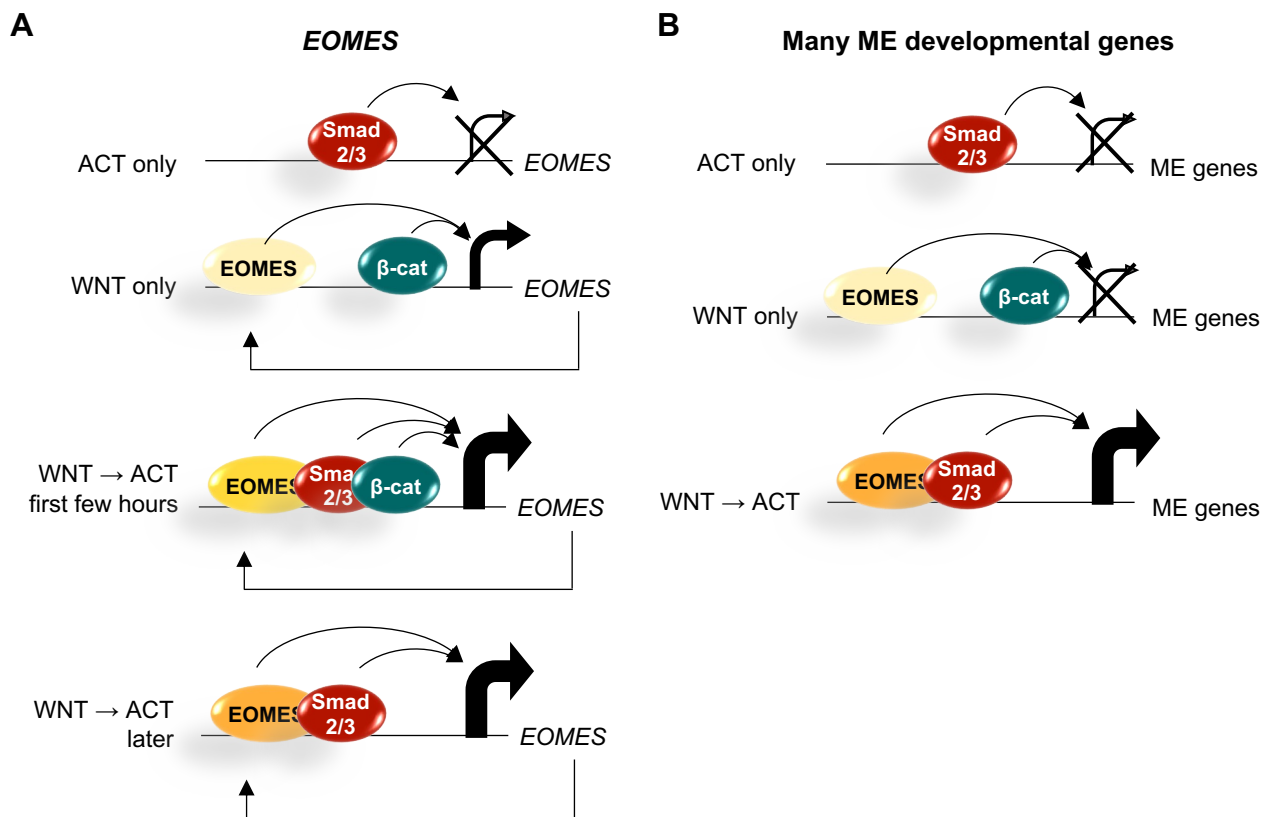 A
EOMES
Smad
2/3
ACT only
EOMES
EOMES
β-cat
WNT only
EOMES
WNT → ACT
first few hours
EOMES
Smad
2/3
β-cat
EOMES
WNT → ACT
later
EOMES
Smad
2/3
EOMES
B
Many ME developmental genes
Smad
2/3
ACT only
ME genes
EOMES
β-cat
WNT only
ME genes
EOMES
Smad
2/3
WNT → ACT
ME genes